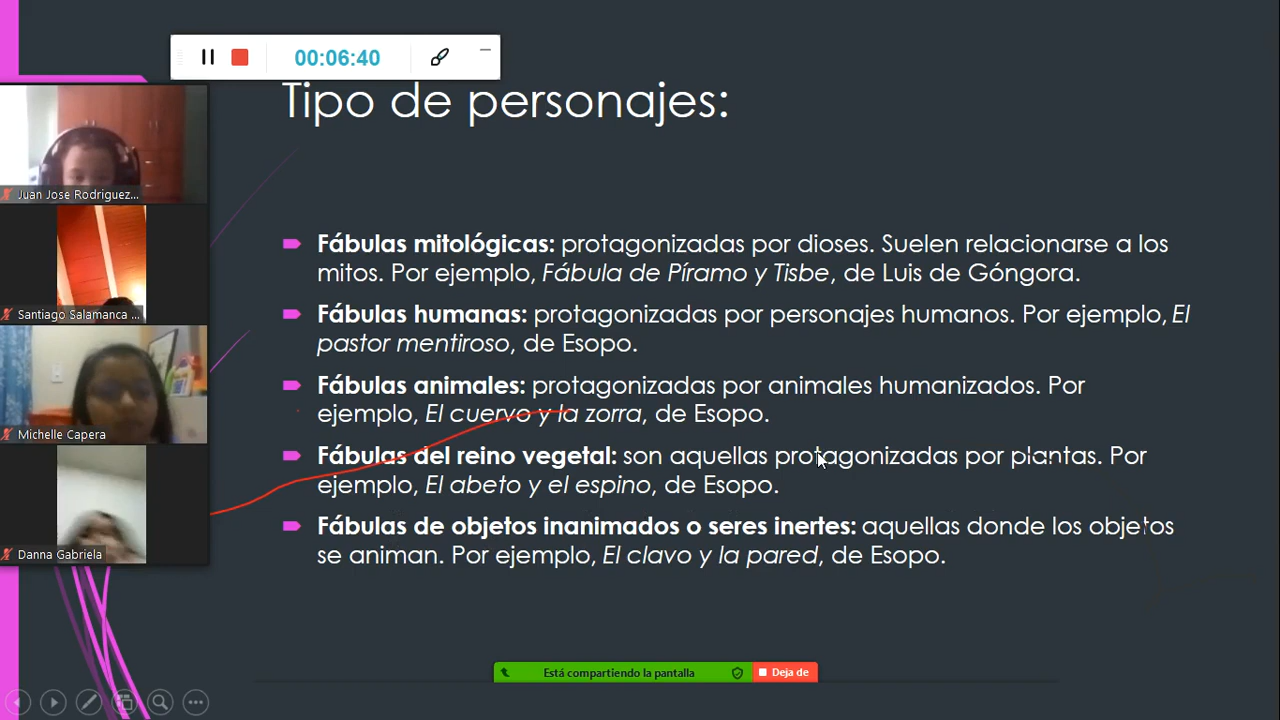 00:06:40
Tipo de personajes:
Juan Jose Rodriguez...
Santiago Salamanca ...
Michelle Capera
Danna Gabriela
Fábulas mitológicas: protagonizadas por dioses. Suelen relacionarse a los
mitos. Por ejemplo, Fábula de Píramo y Tisbe, de Luis de Góngora.
Fábulas humanas: protagonizadas por personajes humanos. Por ejemplo, El
pastor mentiroso, de Esopo.
Fábulas animales: protagonizadas por animales humanizados. Por
ejemplo, El cuervo y la zorra, de Esopo.
Fábulas del reino vegetal: son aquellas protagonizadas por plantas. Por
ejemplo, El abeto y el espino, de Esopo.
Fábulas de objetos inanimados o seres inertes: aquellas donde los objetos
se animan. Por ejemplo, El clavo y la pared, de Esopo.
Está compartiendo la pantalla
Deja de